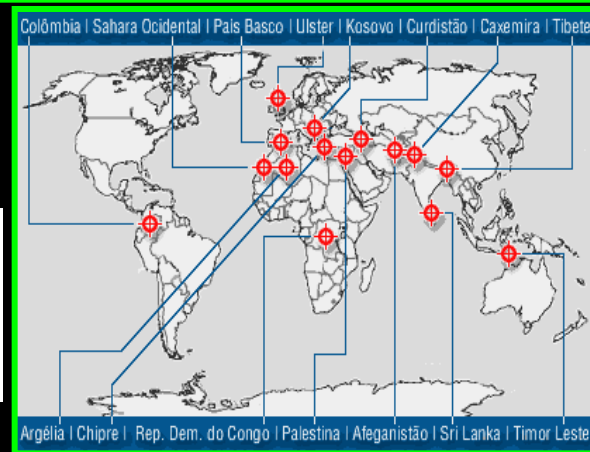 Colômbia | Sahara Ocidental | País Basco | Ulster | Kosovo | Curdistão | Caxemira | Tibete
Argélia | Chipre | Rep. Dem. do Congo | Palestina | Afeganistão | Sri Lanka | Timor Leste